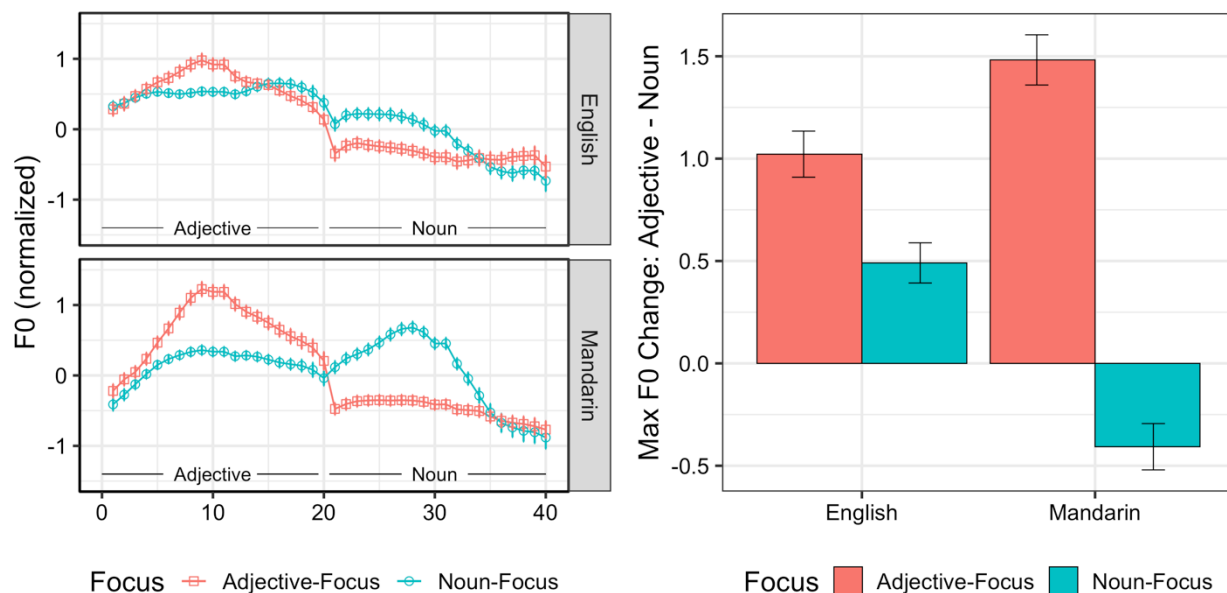 F0 (normalized)
1
0
-1
Adjective
Noun
English
1
0
-1
Adjective
Noun
Mandarin
0
10
20
30
40
Focus
Adjective-Focus
Noun-Focus
Max F0 Change: Adjective - Noun
1.5
1.0
0.5
0.0
-0.5
English
Mandarin
Focus
Adjective-Focus
Noun-Focus